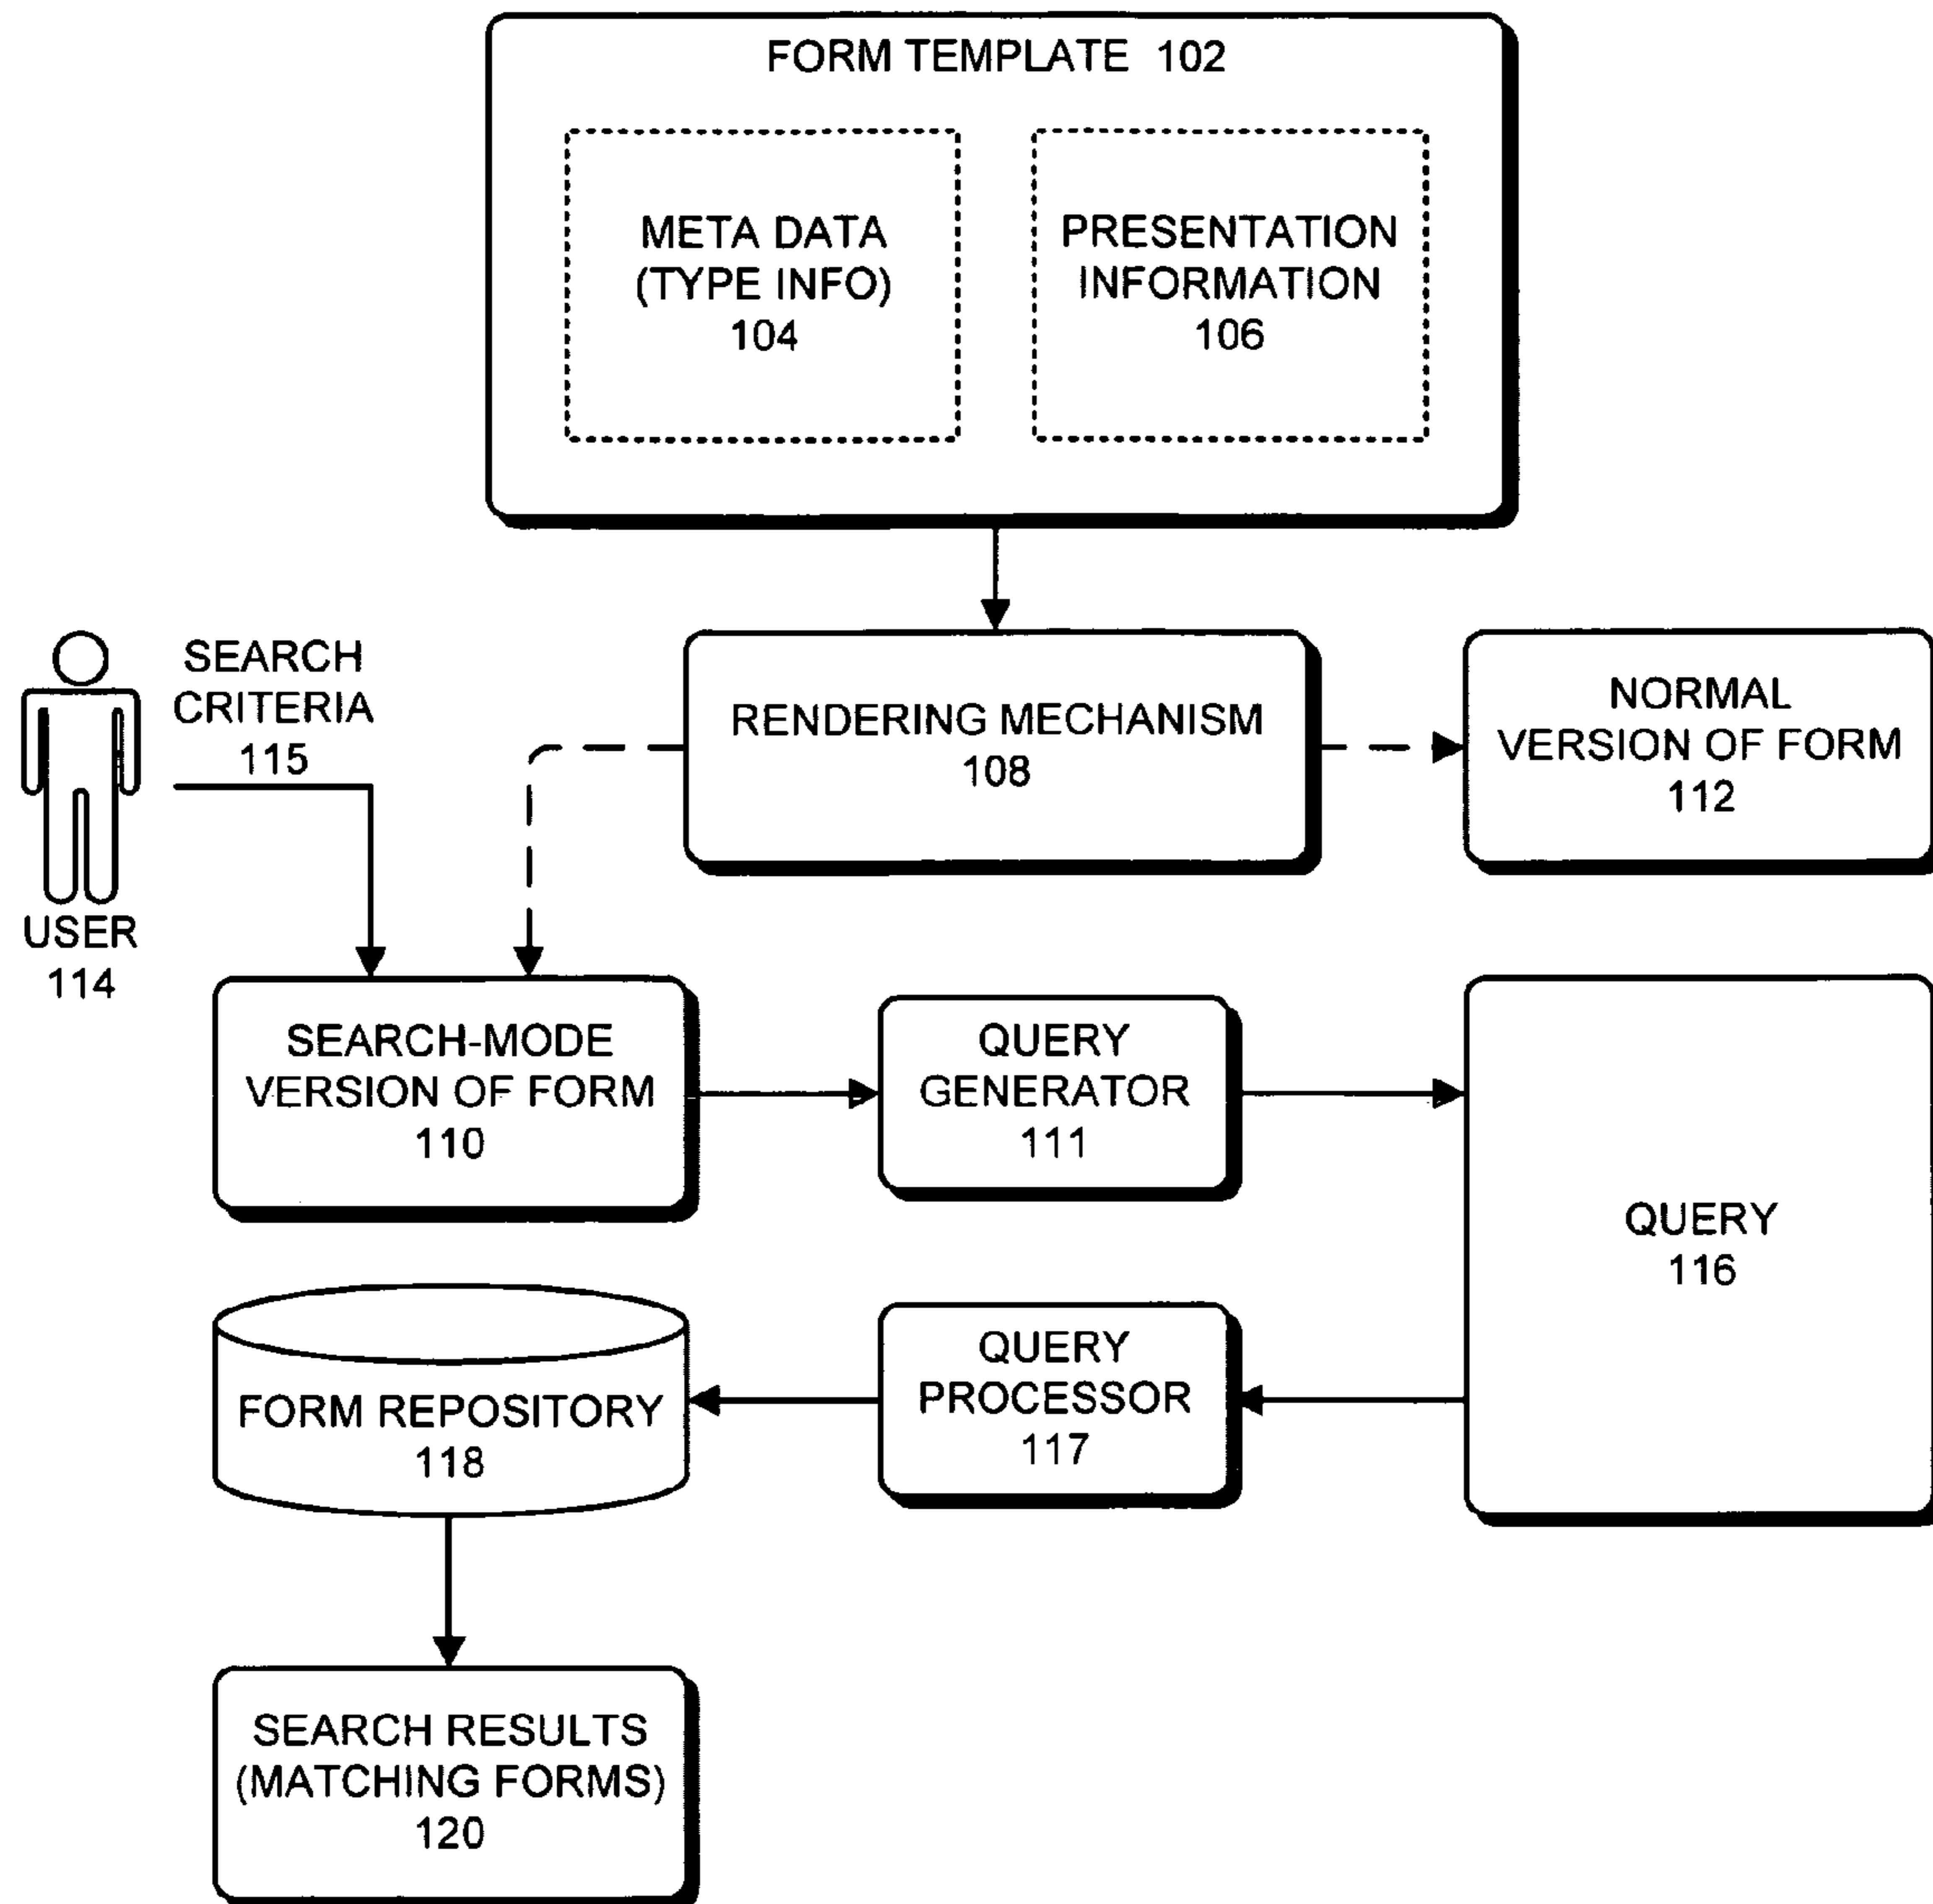 FORM TEMPLATE 102
META DATA
(TYPE INFO)
104
PRESENTATION
INFORMATION
106
SEARCH
CRITERIA
115
USER
114
RENDERING MECHANISM
108
NORMAL
VERSION OF FORM
112
SEARCH-MODE
VERSION OF FORM
110
QUERY
GENERATOR
111
QUERY
116
FORM REPOSITORY
118
QUERY
PROCESSOR
117
SEARCH RESULTS
(MATCHING FORMS)
120